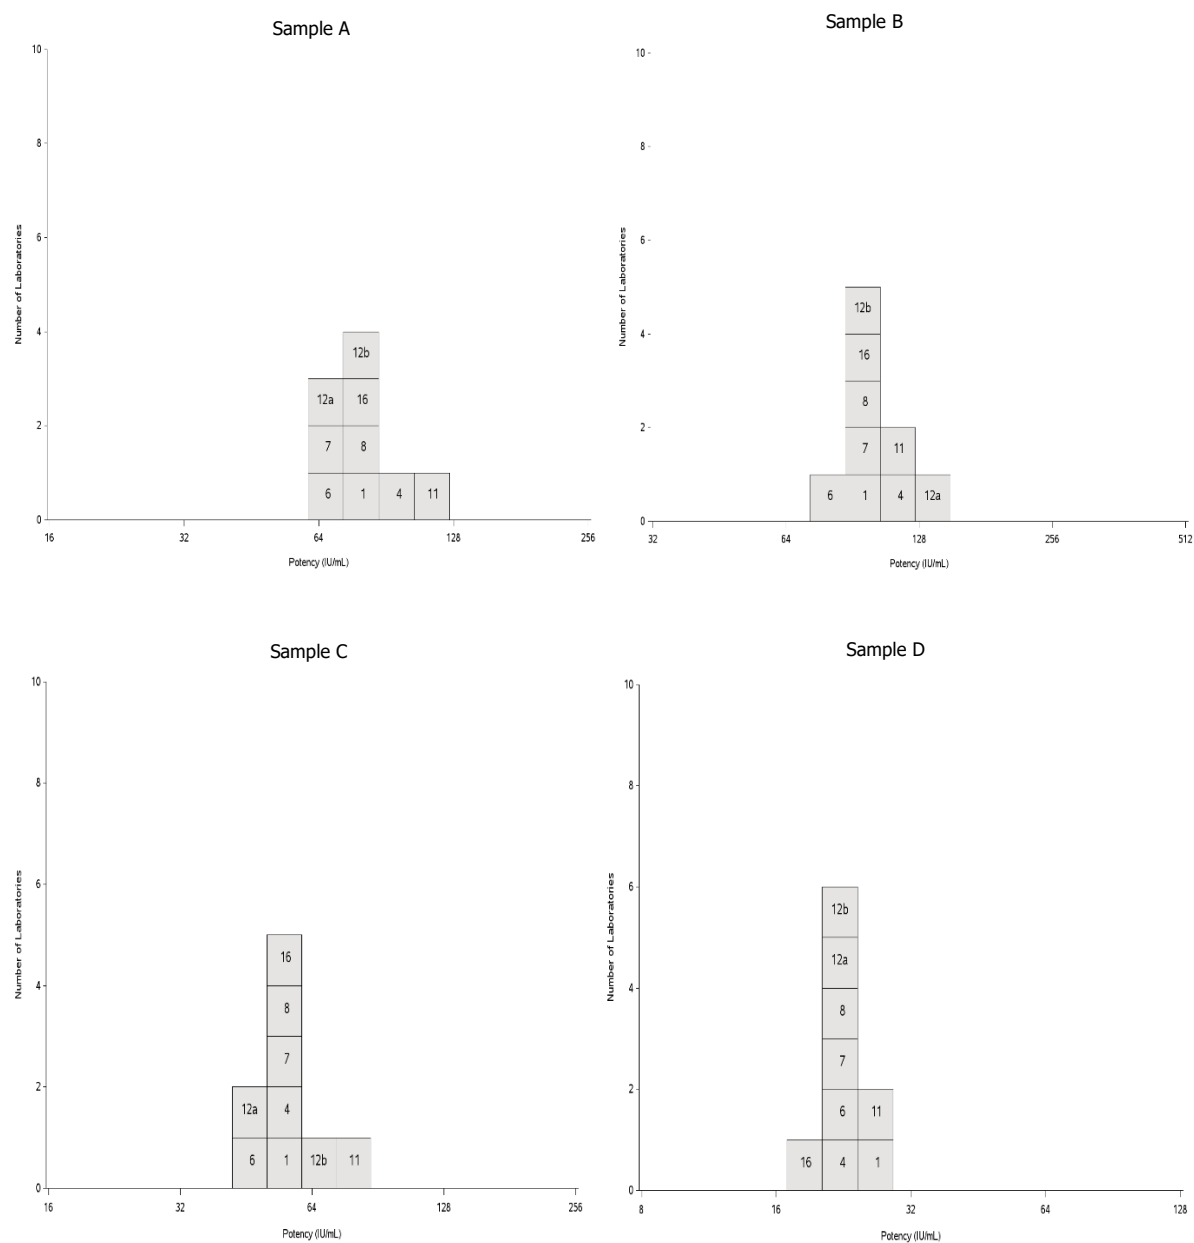 Sample A
10
8
6
4
2
0
Number of Laboratories
12b
12a 16
7 8
6 1 4 11
16 32 64 128 256
Potency (IU/mL)
Sample B
10
8
6
4
2
0
Number of Laboratories
12b
16
8
7 11
6 1 4 12a
32 64 128 256 512
Potency (IU/mL)
Sample C
10
8
6
4
2
0
Number of Laboratories
16
8
7
12a 4
6 1 12b 11
16 32 64 128 256
Potency (IU/mL)
Sample D
10
8
6
4
2
0
Number of Laboratories
12b
12a
8
7
6 11
16 4 1
8 16 32 64 128
Potency (IU/mL)